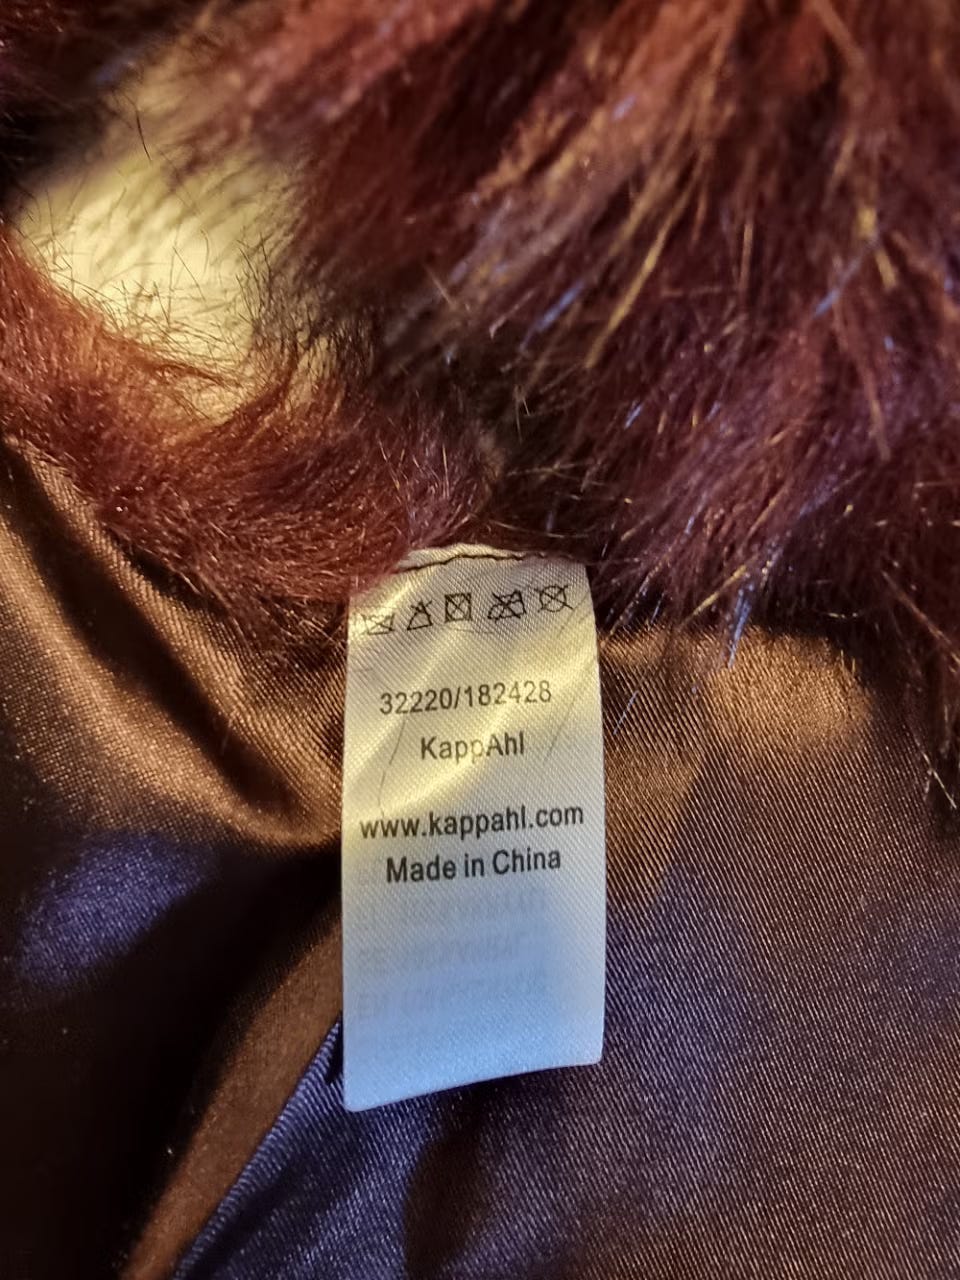 32220/182428
KappAhl
www.kappahl.com
Made in China